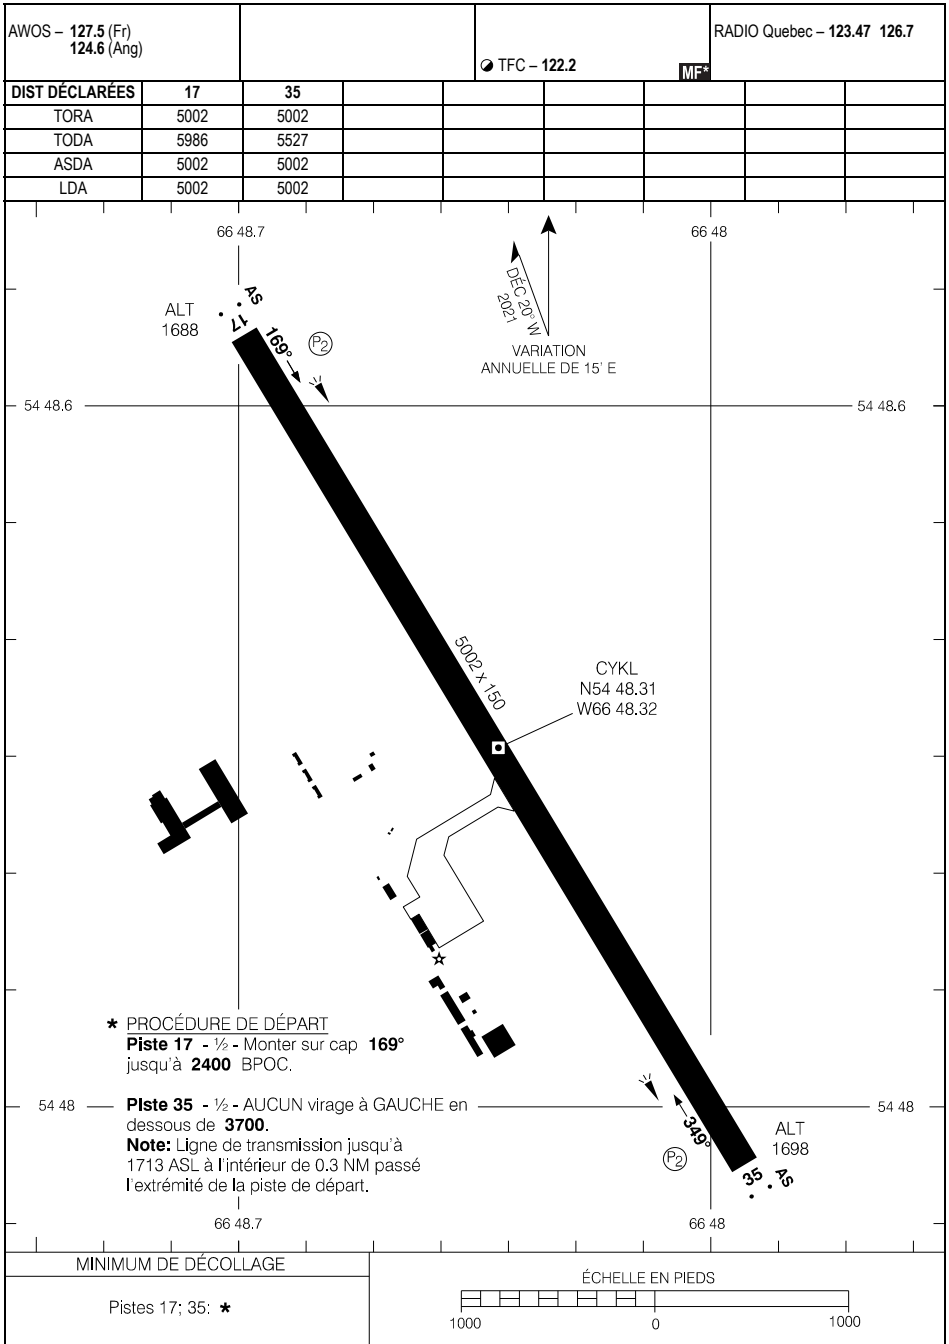 AWOS – 127.5 (Fr)
124.6 (Ang)
TFC – 122.2
MF*
RADIO Quebec – 123.47 126.7
DIST DÉCLARÉES 17 35
TORA 5002 5002
TODA 5986 5527
ASDA 5002 5002
LDA 5002 5002
66 48.7 66 48
ALT
1688
AS
17
169°
P2
DÉC 20° W
2021
VARIATION
ANNUELLE DE 15' E
54 48.6 54 48.6
5002 x 150
CYKL
N54 48.31
W66 48.32
* PROCÉDURE DE DÉPART
Piste 17 - ½ - Monter sur cap 169°
jusqu'à 2400 BPOC.
54 48 54 48
PIste 35 - ½ - AUCUN virage à GAUCHE en
dessous de 3700.
Note: Ligne de transmission jusqu'à
1713 ASL à l'intérieur de 0.3 NM passé
l'extrémité de la piste de départ.
349°
P2
ALT
1698
35
AS
66 48.7 66 48
MINIMUM DE DÉCOLLAGE
Pistes 17; 35: *
ÉCHELLE EN PIEDS
1000 0 1000